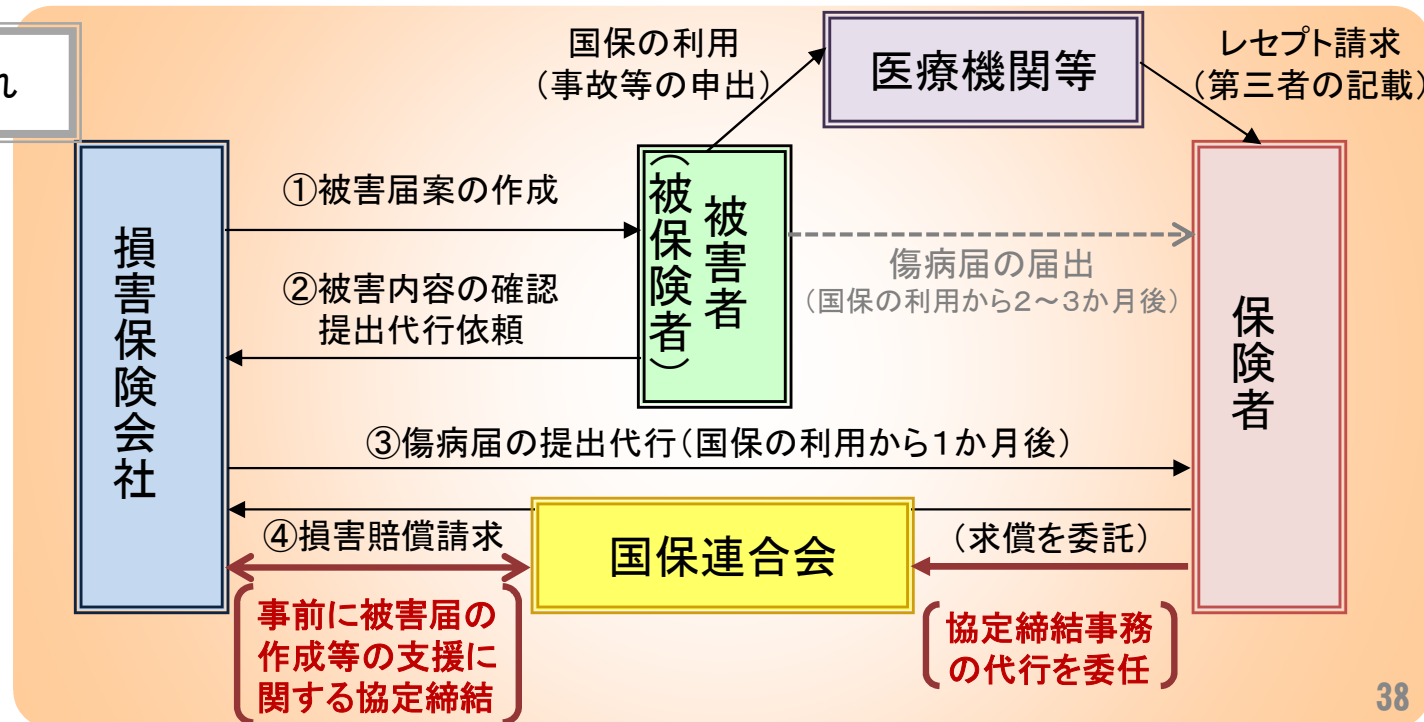 れ
国保の利用
（事故等の申出）
医療機関等
レセプト請求
（第三者の記載）
損害保険会社
①被害届案の作成
②被害内容の確認
提出代行依頼
被害者
（被保険者）
傷病届の届出
（国保の利用から２～３か月後）
保険者
③傷病届の提出代行（国保の利用から１か月後）
④損害賠償請求
国保連合会
（求償を委託）
事前に被害届の
作成等の支援に
関する協定締結
協定締結事務
の代行を委任
38